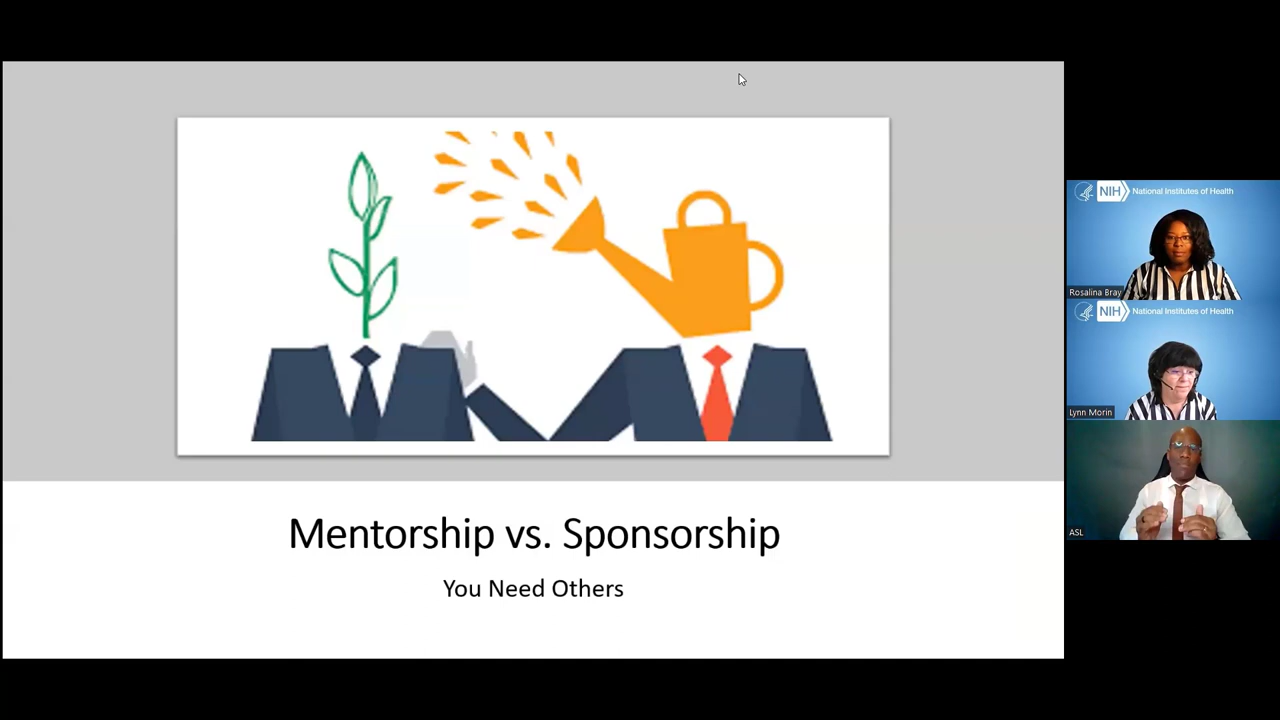 Mentorship vs. Sponsorship
You Need Others
NIH National Institutes of Health
Rosalina Bray
NIH National Institutes of Health
Lynn Morin
ASL